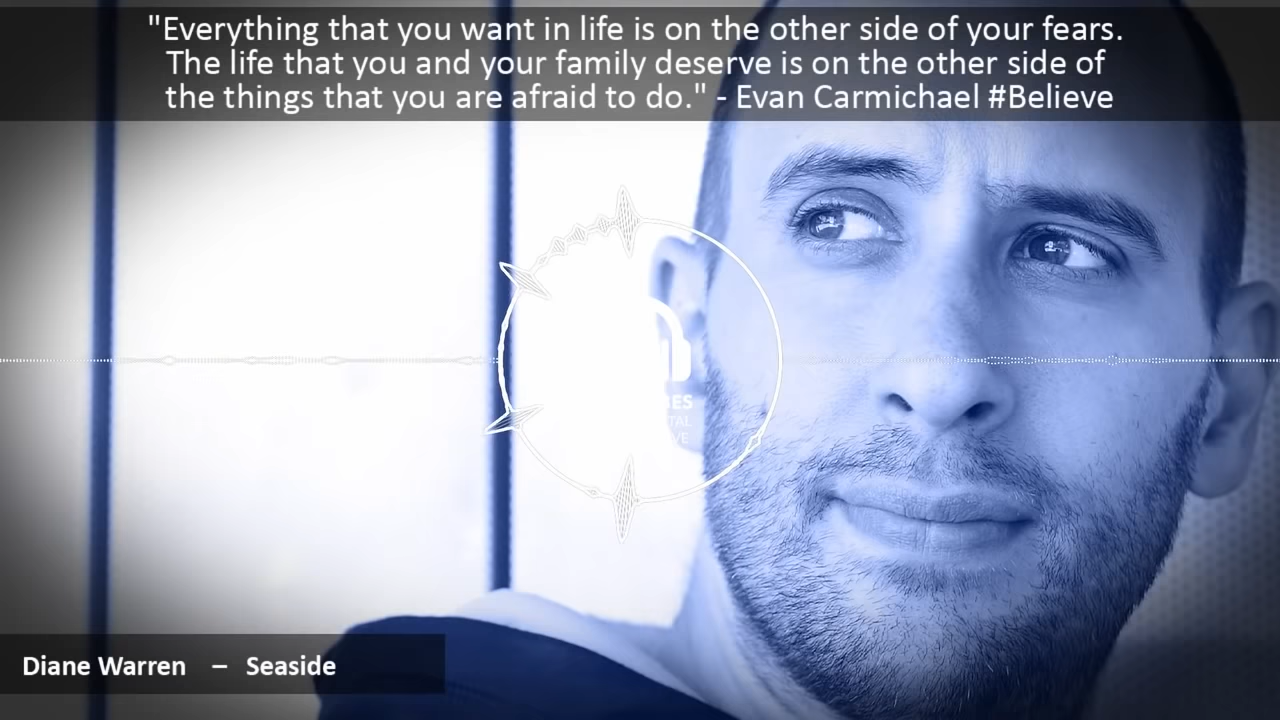 "Everything that you want in life is on the other side of your fears.
The life that you and your family deserve is on the other side of
the things that you are afraid to do." - Evan Carmichael #Believe
Diane Warren – Seaside